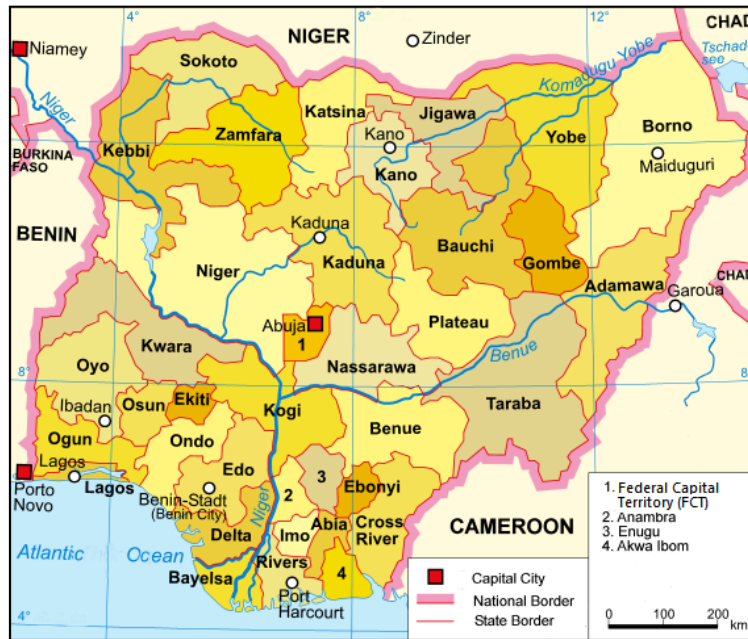 4°
8°
12°
NIGER
CHAD
Niamey
Zinder
Sokoto
Tschad-
see
Komadugu Yobe
Katsina
Jigawa
Niger
Zamfara
Borno
Kano
Yobe
Kebbi
BURKINA
FASO
Maiduguri
Kano
BENIN
Kaduna
Bauchi
Niger
Kaduna
Gombe
CHAD
Adamawa
Garoua
Abuja
1
Plateau
Kwara
Benue
Nassarawa
Oyo
8°
8°
Taraba
Ibadan
Osun
Ekiti
Kogi
Benue
Ogun
Ondo
Lagos
Edo
3
Porto
Novo
Lagos
Benin-Stadt
(Benin City)
2
Ebonyi
Niger
Abia
Cross
River
CAMEROON
Delta
Imo
Atlantic Ocean
Rivers
4
Bayelsa
Port
Harcourt
4°
1. Federal Capital
Territory (FCT)
2. Anambra
3. Enugu
4. Akwa Ibom
Capital City
National Border
State Border
0 100 200
km